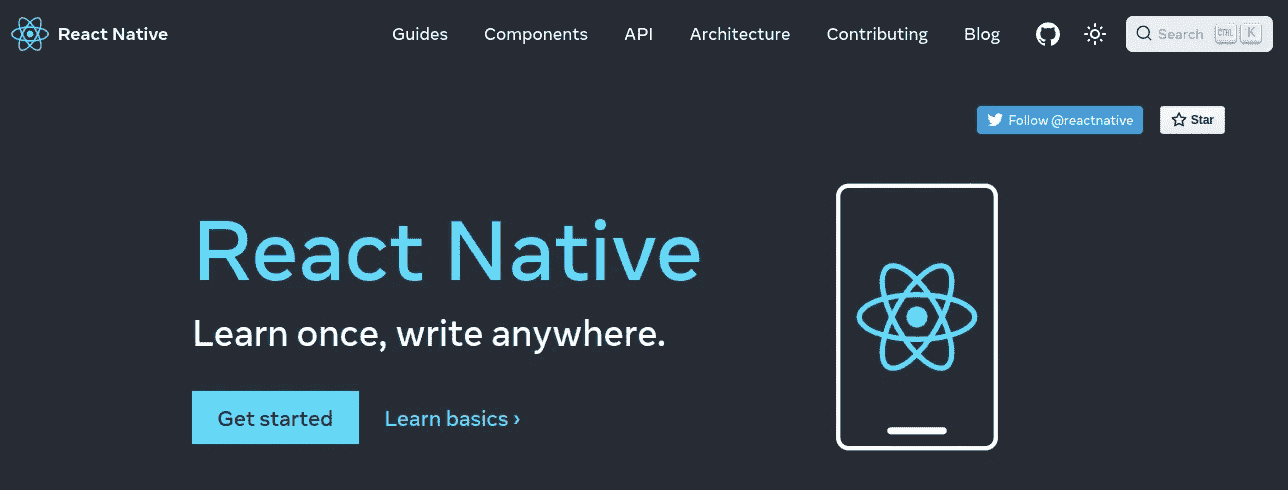 React Native Guides Components API Architecture Contributing Blog Search CTRL K
Follow @reactnative Star
React Native
Learn once, write anywhere.
Get started Learn basics ›